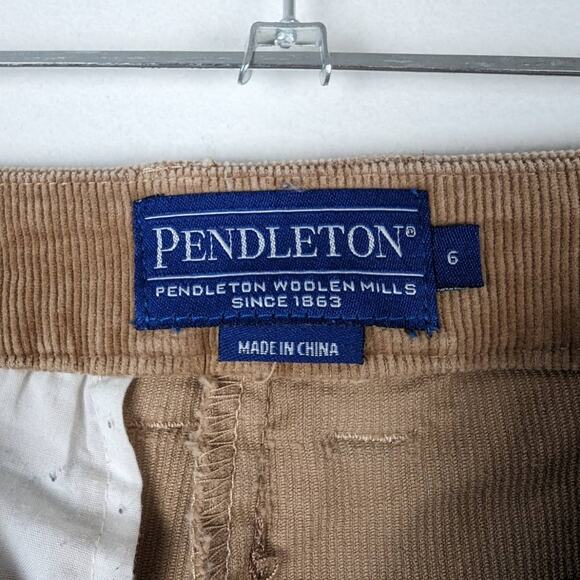 PENDLETON®
PENDLETON WOOLEN MILLS
SINCE 1863
6
MADE IN CHINA